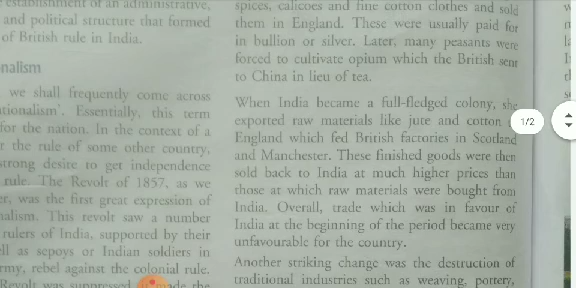 establishment of an administrative,
and political structure that formed
of British rule in India.
nalism
we shall frequently come across
tionalism'. Essentially, this term
for the nation. In the context of a
r the rule of some other country,
strong desire to get independence
rule. The Revolt of 1857, as we
er, was the first great expression of
nalism. This revolt saw a number
rulers of India, supported by their
ll as sepoys or Indian soldiers in
rmy, rebel against the colonial rule.
Revolt was suppressed made the
spices, calicoes and fine cotton clothes and sold
them in England. These were usually paid for
in bullion or silver. Later, many peasants were
forced to cultivate opium which the British sent
to China in lieu of tea.
When India became a full-fledged colony, she
exported raw materials like jute and cotton
England which fed British factories in Scotland
and Manchester. These finished goods were then
sold back to India at much higher prices than
those at which raw materials were bought from
India. Overall, trade which was in favour of
India at the beginning of the period became very
unfavourable for the country.
Another striking change was the destruction of
traditional industries such as weaving, pottery,
1/2